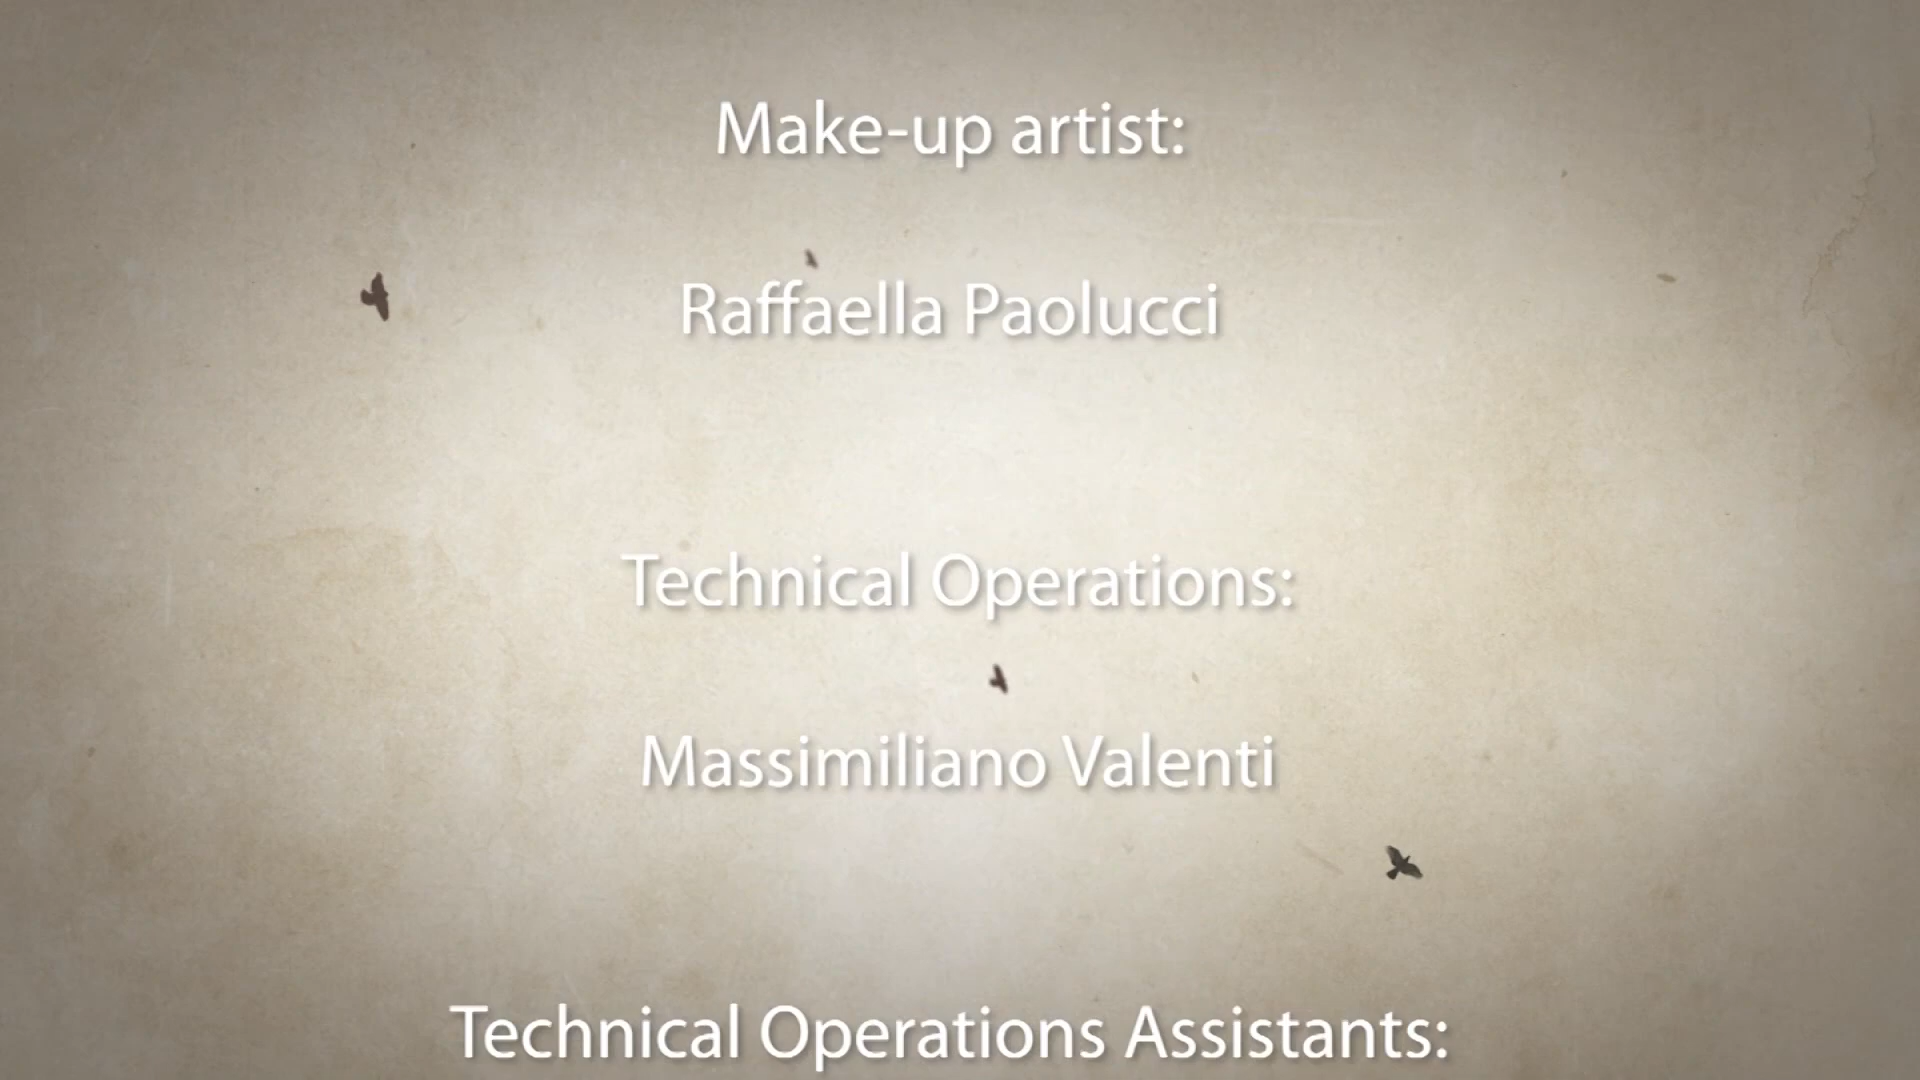 Make-up artist:
Raffaella Paolucci
Technical Operations:
Massimiliano Valenti
Technical Operations Assistants: